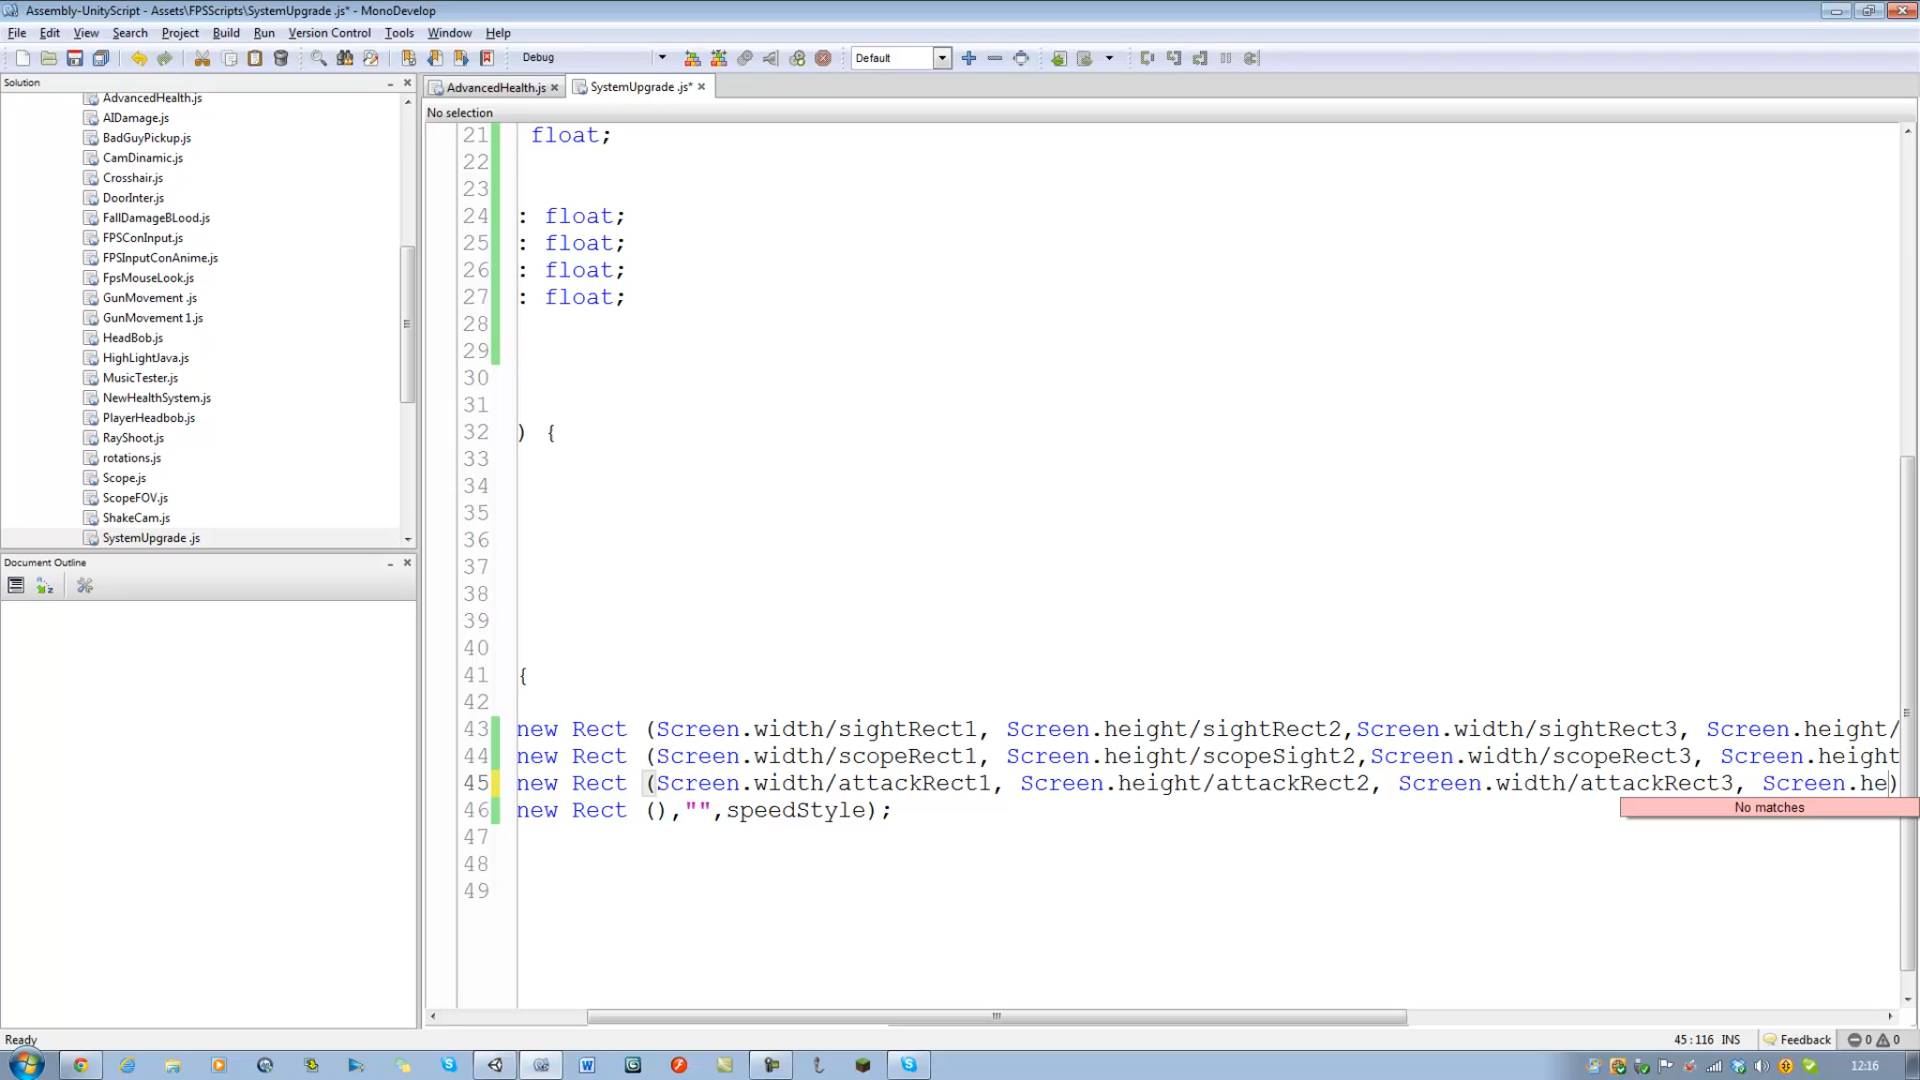 Assembly-UnityScript - Assets\FPSScripts\SystemUpgrade .js* - MonoDevelop
File Edit View Search Project Build Run Version Control Tools Window Help
Debug Default
Solution
AdvancedHealth.js
AIDamage.js
BadGuyPickup.js
CamDinamic.js
Crosshair.js
DoorInter.js
FallDamageBLood.js
FPSConInput.js
FPSInputConAnime.js
FpsMouseLook.js
GunMovement .js
GunMovement 1.js
HeadBob.js
HighLightJava.js
MusicTester.js
NewHealthSystem.js
PlayerHeadbob.js
RayShoot.js
rotations.js
Scope.js
ScopeFOV.js
ShakeCam.js
SystemUpgrade .js
Document Outline
AdvancedHealth.js SystemUpgrade .js*
No selection
21 float;
22
23
24 : float;
25 : float;
26 : float;
27 : float;
28
29
30
31
32 ) {
33
34
35
36
37
38
39
40
41 {
42
43 new Rect (Screen.width/sightRect1, Screen.height/sightRect2,Screen.width/sightRect3, Screen.height/
44 new Rect (Screen.width/scopeRect1, Screen.height/scopeSight2,Screen.width/scopeRect3, Screen.height
45 new Rect (Screen.width/attackRect1, Screen.height/attackRect2, Screen.width/attackRect3, Screen.he)
46 new Rect (),"",speedStyle);
47
48
49
No matches
Ready 45 : 116 INS Feedback 0 0
12:16